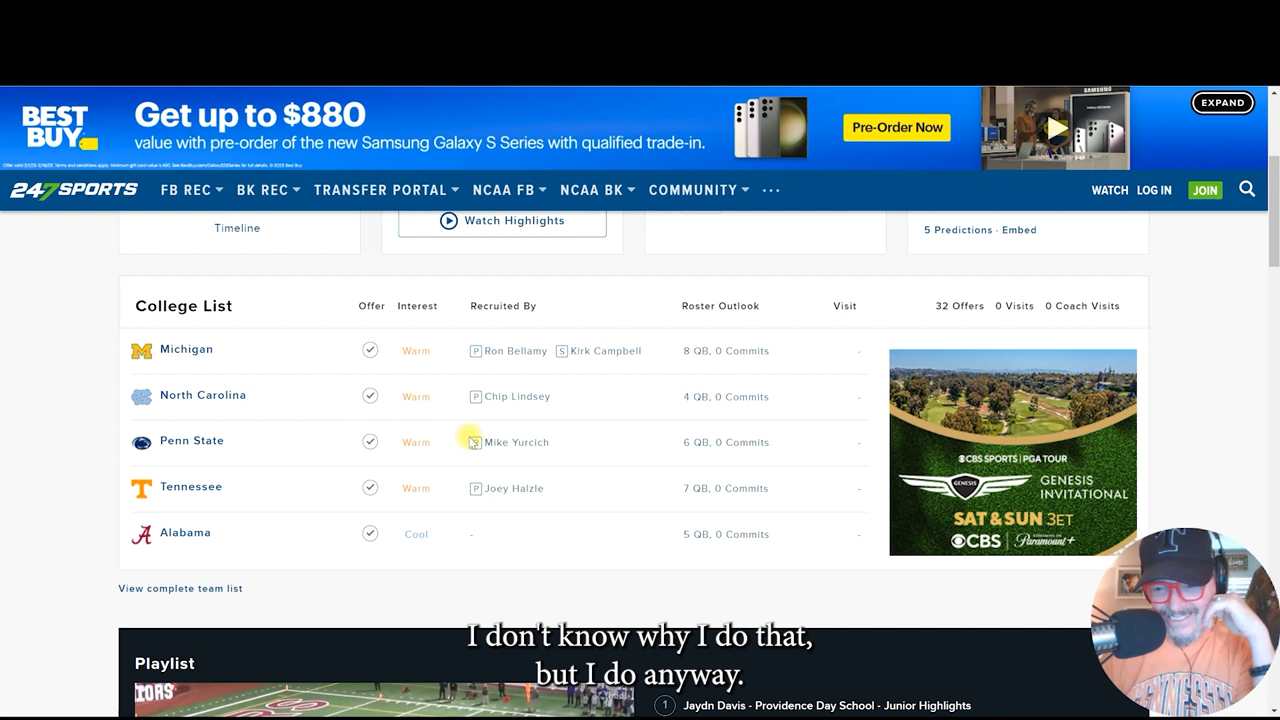 BEST BUY
Get up to $880
value with pre-order of the new Samsung Galaxy S Series with qualified trade-in.
Pre-Order Now
SAMSUNG
EXPAND
247SPORTS FB REC BK REC TRANSFER PORTAL NCAA FB NCAA BK COMMUNITY ... WATCH LOG IN JOIN
Timeline
Watch Highlights
5 Predictions · Embed
College List Offer Interest Recruited By Roster Outlook Visit 32 Offers 0 Visits 0 Coach Visits
Michigan Warm P Ron Bellamy S Kirk Campbell 8 QB, 0 Commits -
North Carolina Warm P Chip Lindsey 4 QB, 0 Commits -
Penn State Warm Mike Yurcich 6 QB, 0 Commits -
Tennessee Warm P Joey Halzle 7 QB, 0 Commits -
Alabama Cool - 5 QB, 0 Commits -
CBS SPORTS | PGA TOUR
GENESIS
GENESIS
INVITATIONAL
SAT & SUN 3ET
CBS Paramount+
View complete team list
I don't know why I do that,
but I do anyway.
Playlist
1 Jaydn Davis - Providence Day School - Junior Highlights